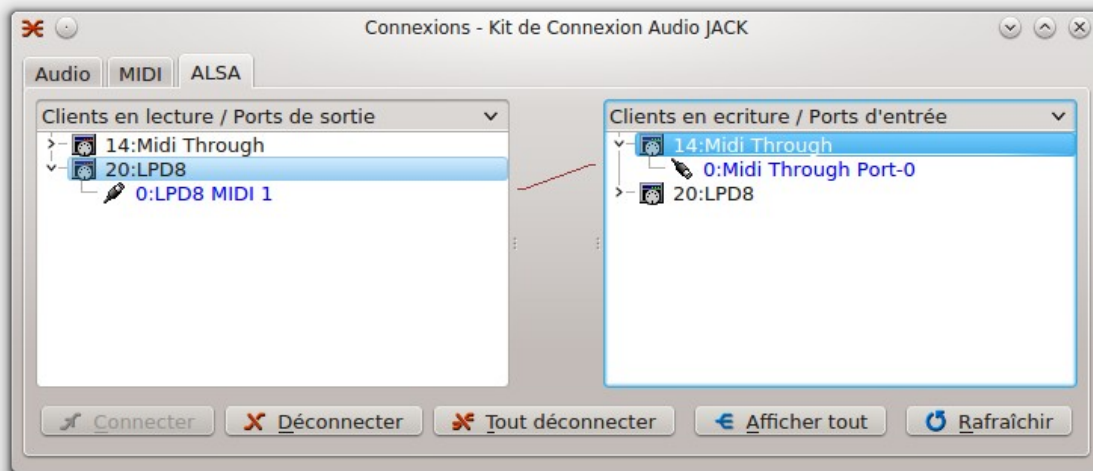 Connexions - Kit de Connexion Audio JACK
Audio MIDI ALSA
Clients en lecture / Ports de sortie
14:Midi Through
20:LPD8
0:LPD8 MIDI 1
Clients en ecriture / Ports d'entrée
14:Midi Through
0:Midi Through Port-0
20:LPD8
Connecter Déconnecter Tout déconnecter Afficher tout Rafraîchir